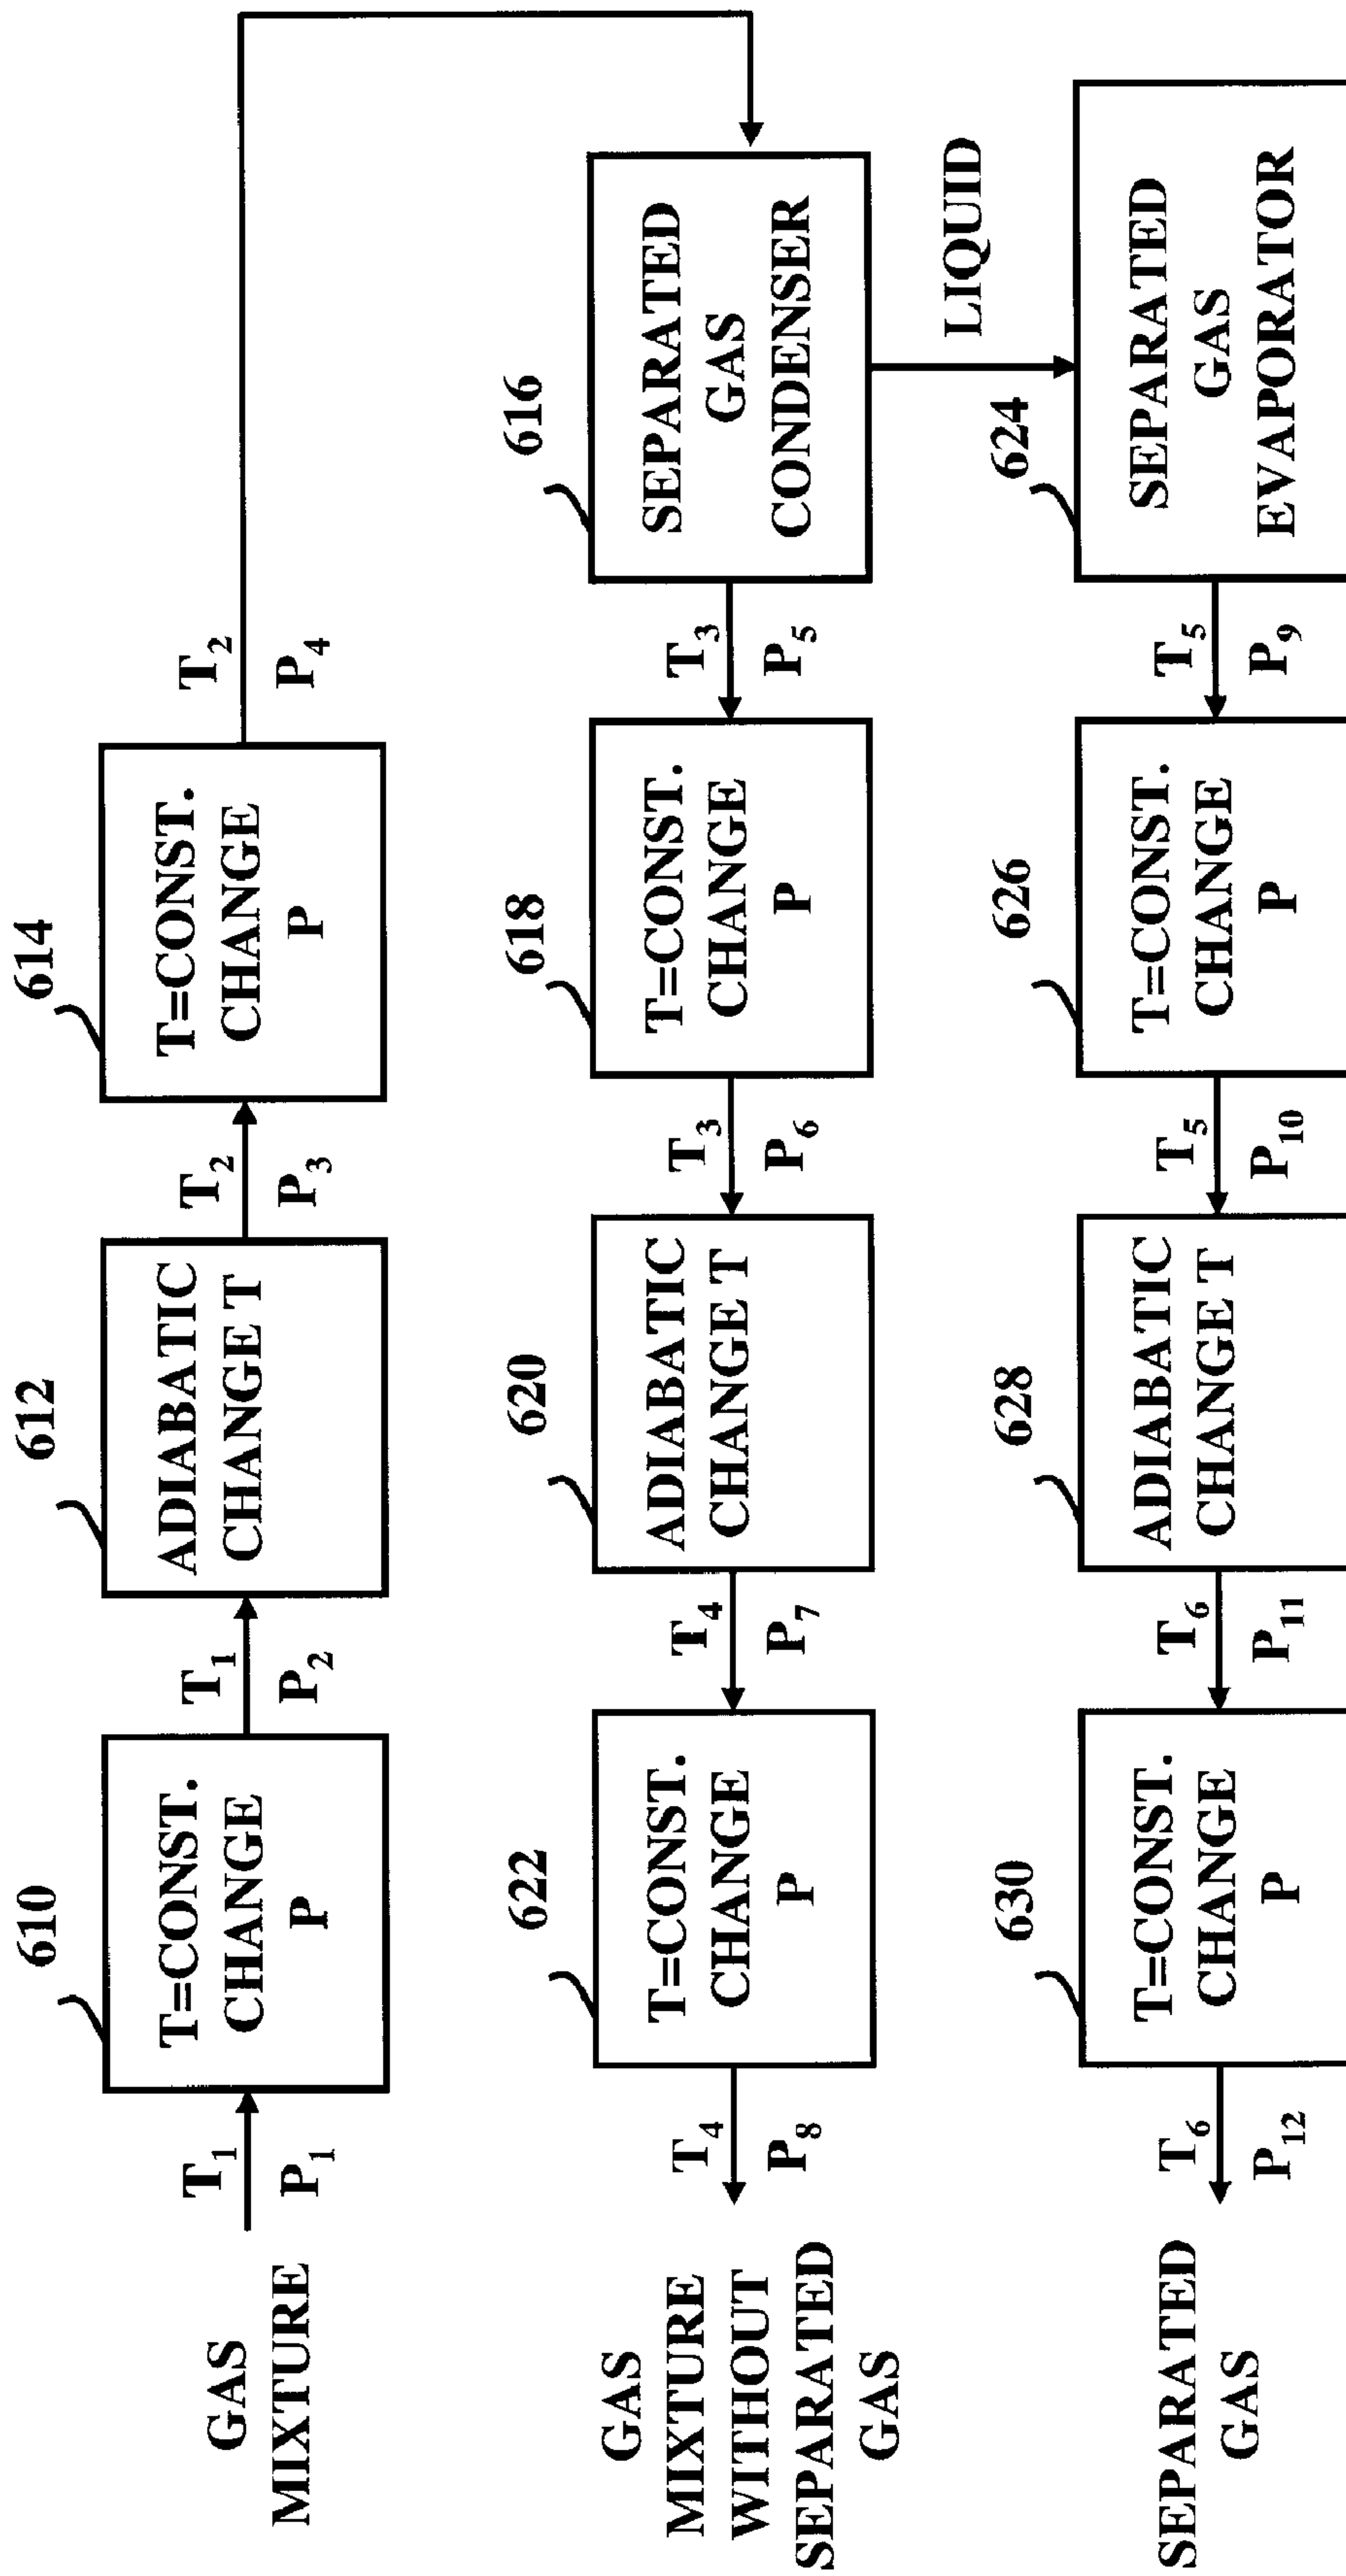 GAS
MIXTURE
T1
P1
610
T=CONST.
CHANGE
P
T1
P2
612
ADIABATIC
CHANGE T
T2
P3
614
T=CONST.
CHANGE
P
T2
P4
616
SEPARATED
GAS
CONDENSER
T3
P5
618
T=CONST.
CHANGE
P
T3
P6
620
ADIABATIC
CHANGE T
T4
P7
622
T=CONST.
CHANGE
P
T4
P8
GAS
MIXTURE
WITHOUT
SEPARATED
GAS
LIQUID
624
SEPARATED
GAS
EVAPORATOR
T5
P9
626
T=CONST.
CHANGE
P
T5
P10
628
ADIABATIC
CHANGE T
T6
P11
630
T=CONST.
CHANGE
P
T6
P12
SEPARATED
GAS